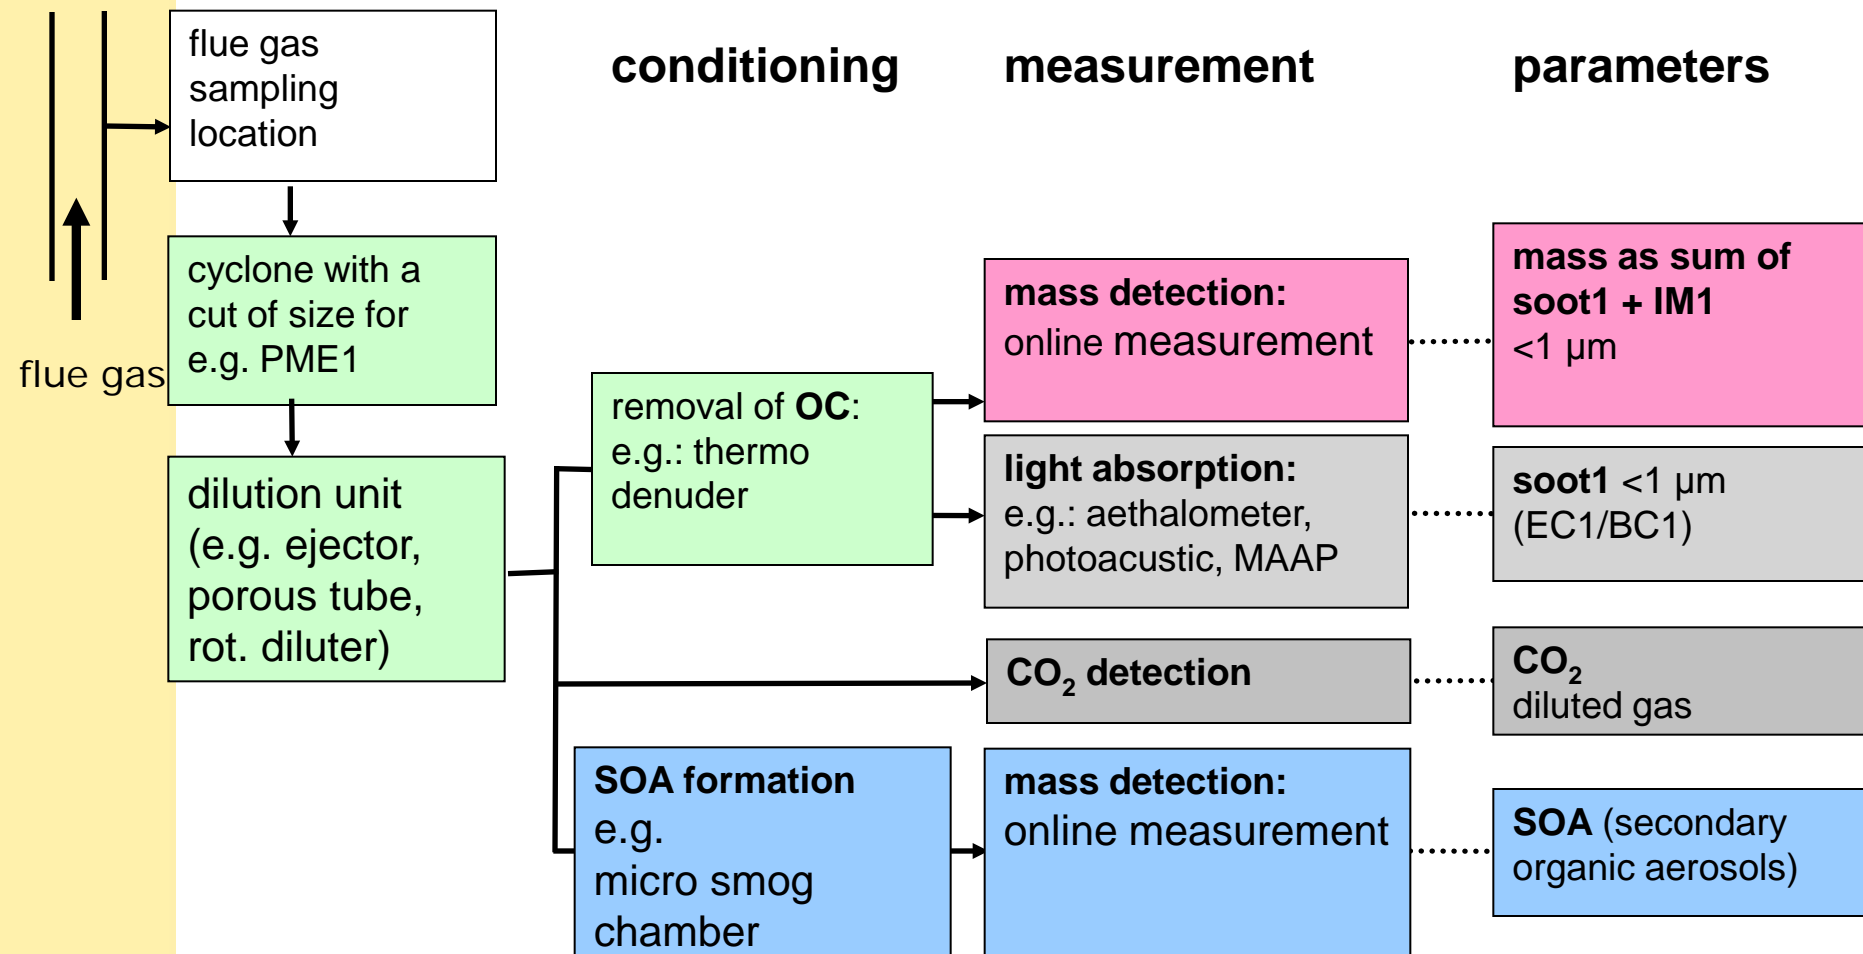 flue gas
sampling
location
conditioning
measurement
parameters
flue gas
cyclone with a
cut of size for
e.g. PME1
dilution unit
(e.g. ejector,
porous tube,
rot. diluter)
removal of OC:
e.g.: thermo
denuder
mass detection:
online measurement
mass as sum of
soot1 + IM1
<1 µm
light absorption:
e.g.: aethalometer,
photoacustic, MAAP
soot1 <1 µm
(EC1/BC1)
CO₂ detection
CO₂
diluted gas
SOA formation
e.g.
micro smog
chamber
mass detection:
online measurement
SOA (secondary
organic aerosols)